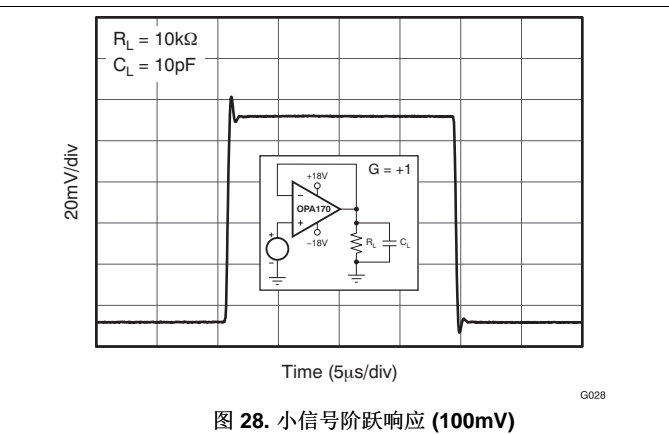 R_L = 10kΩ
C_L = 10pF
20mV/div
G = +1
+18V
−
OPA170
+
−18V
+
−
R_L
C_L
Time (5μs/div)
G028
图 28. 小信号阶跃响应 (100mV)